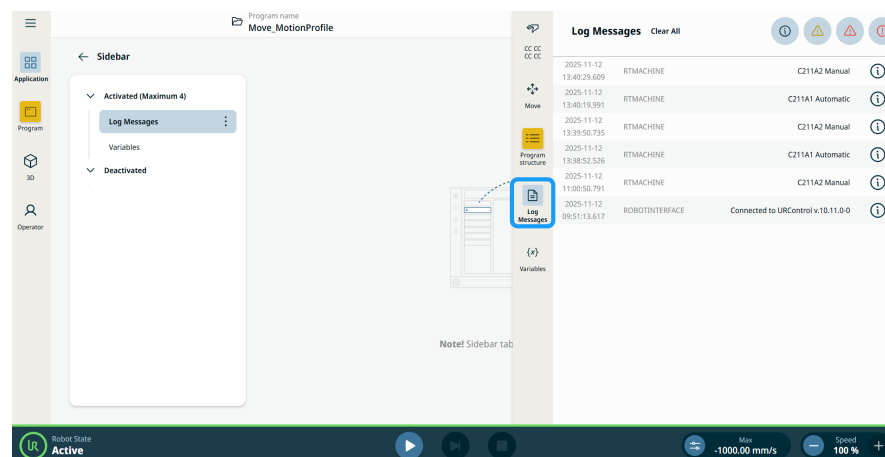 Program name
Move_MotionProfile
Application
Program
3D
Operator
Sidebar
Activated (Maximum 4)
Log Messages
Variables
Deactivated
Note! Sidebar tab
CC CC
CC CC
Move
Program
structure
Log
Messages
{x}
Variables
Log Messages Clear All
2025-11-12
13:40:29.609 RTMACHINE C211A2 Manual
2025-11-12
13:40:19.991 RTMACHINE C211A1 Automatic
2025-11-12
13:39:50.735 RTMACHINE C211A2 Manual
2025-11-12
13:38:52.526 RTMACHINE C211A1 Automatic
2025-11-12
11:00:50.791 RTMACHINE C211A2 Manual
2025-11-12
09:51:13.617 ROBOTINTERFACE Connected to URControl v.10.11.0-0
UR
Robot State
Active
Max
-1000.00 mm/s
Speed
100 %